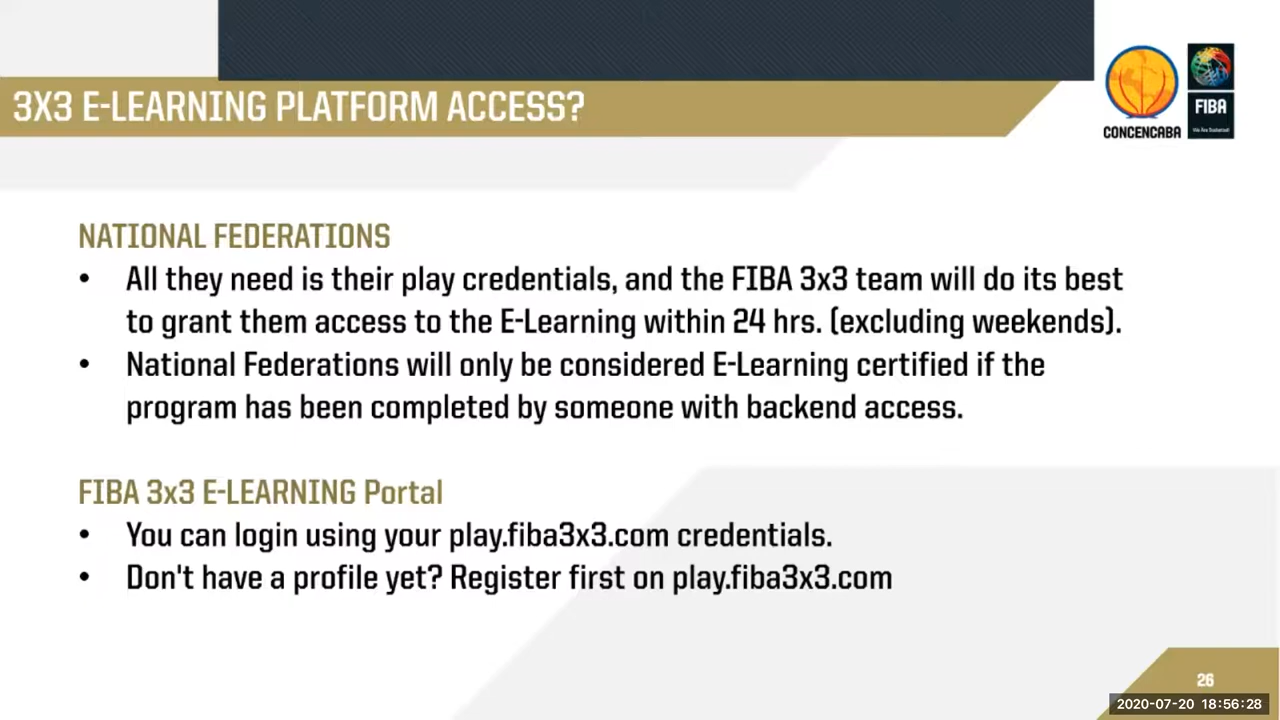 3X3 E-LEARNING PLATFORM ACCESS?
CONCENCABA
FIBA
We Are Basketball
NATIONAL FEDERATIONS
• All they need is their play credentials, and the FIBA 3x3 team will do its best
to grant them access to the E-Learning within 24 hrs. (excluding weekends).
• National Federations will only be considered E-Learning certified if the
program has been completed by someone with backend access.
FIBA 3x3 E-LEARNING Portal
• You can login using your play.fiba3x3.com credentials.
• Don't have a profile yet? Register first on play.fiba3x3.com
26
2020-07-20 18:56:28